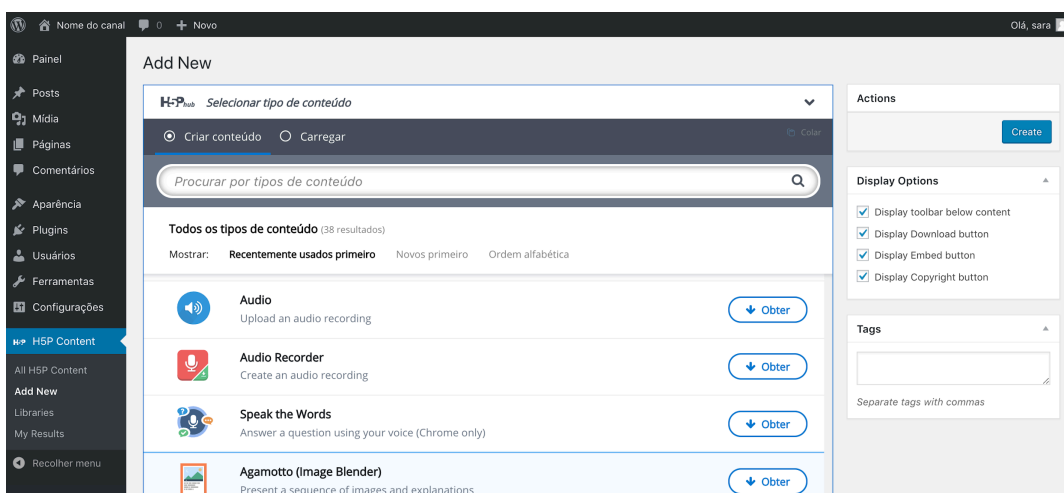 Nome do canal 0 Novo Olá, sara
Painel
Posts
Mídia
Páginas
Comentários
Aparência
Plugins
Usuários
Ferramentas
Configurações
H5P H5P Content
All H5P Content
Add New
Libraries
My Results
Recolher menu
Add New
H5P hub Selecionar tipo de conteúdo
Criar conteúdo Carregar Colar
Procurar por tipos de conteúdo
Todos os tipos de conteúdo (38 resultados)
Mostrar: Recentemente usados primeiro Novos primeiro Ordem alfabética
Audio
Upload an audio recording
Obter
Audio Recorder
Create an audio recording
Obter
Speak the Words
Answer a question using your voice (Chrome only)
Obter
Agamotto (Image Blender)
Present a sequence of images and explanations
Obter
Actions
Create
Display Options
Display toolbar below content
Display Download button
Display Embed button
Display Copyright button
Tags
Separate tags with commas